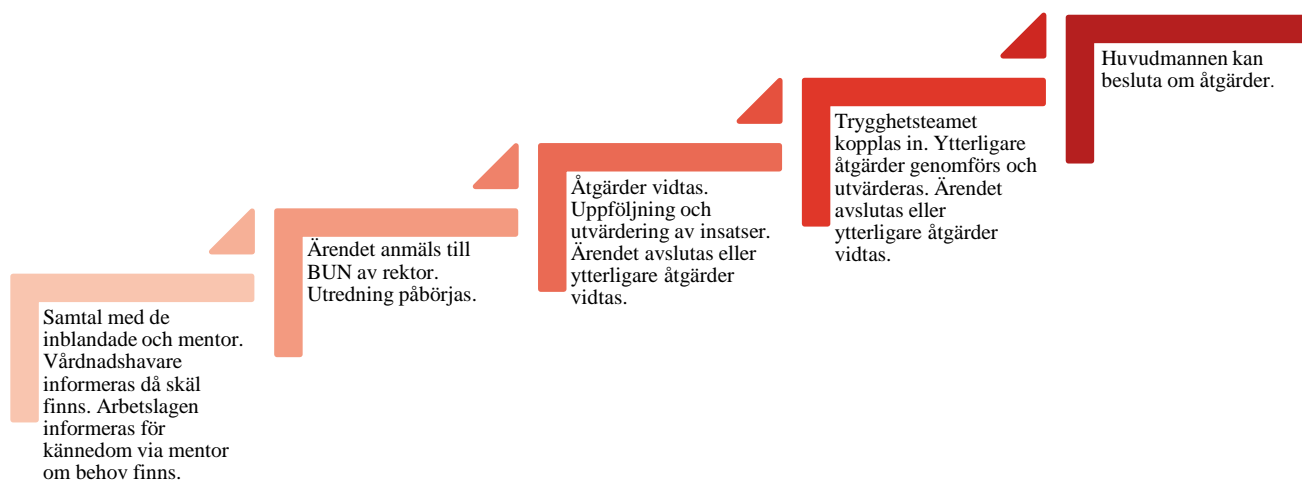 Samtal med de
inblandade och mentor.
Vårdnadshavare
informeras då skäl
finns. Arbetslagen
informeras för
kännedom via mentor
om behov finns.
Ärendet anmäls till
BUN av rektor.
Utredning påbörjas.
Åtgärder vidtas.
Uppföljning och
utvärdering av insatser.
Ärendet avslutas eller
ytterligare åtgärder
vidtas.
Trygghetsteamet
kopplas in. Ytterligare
åtgärder genomförs och
utvärderas. Ärendet
avslutas eller
ytterligare åtgärder
vidtas.
Huvudmannen kan
besluta om åtgärder.